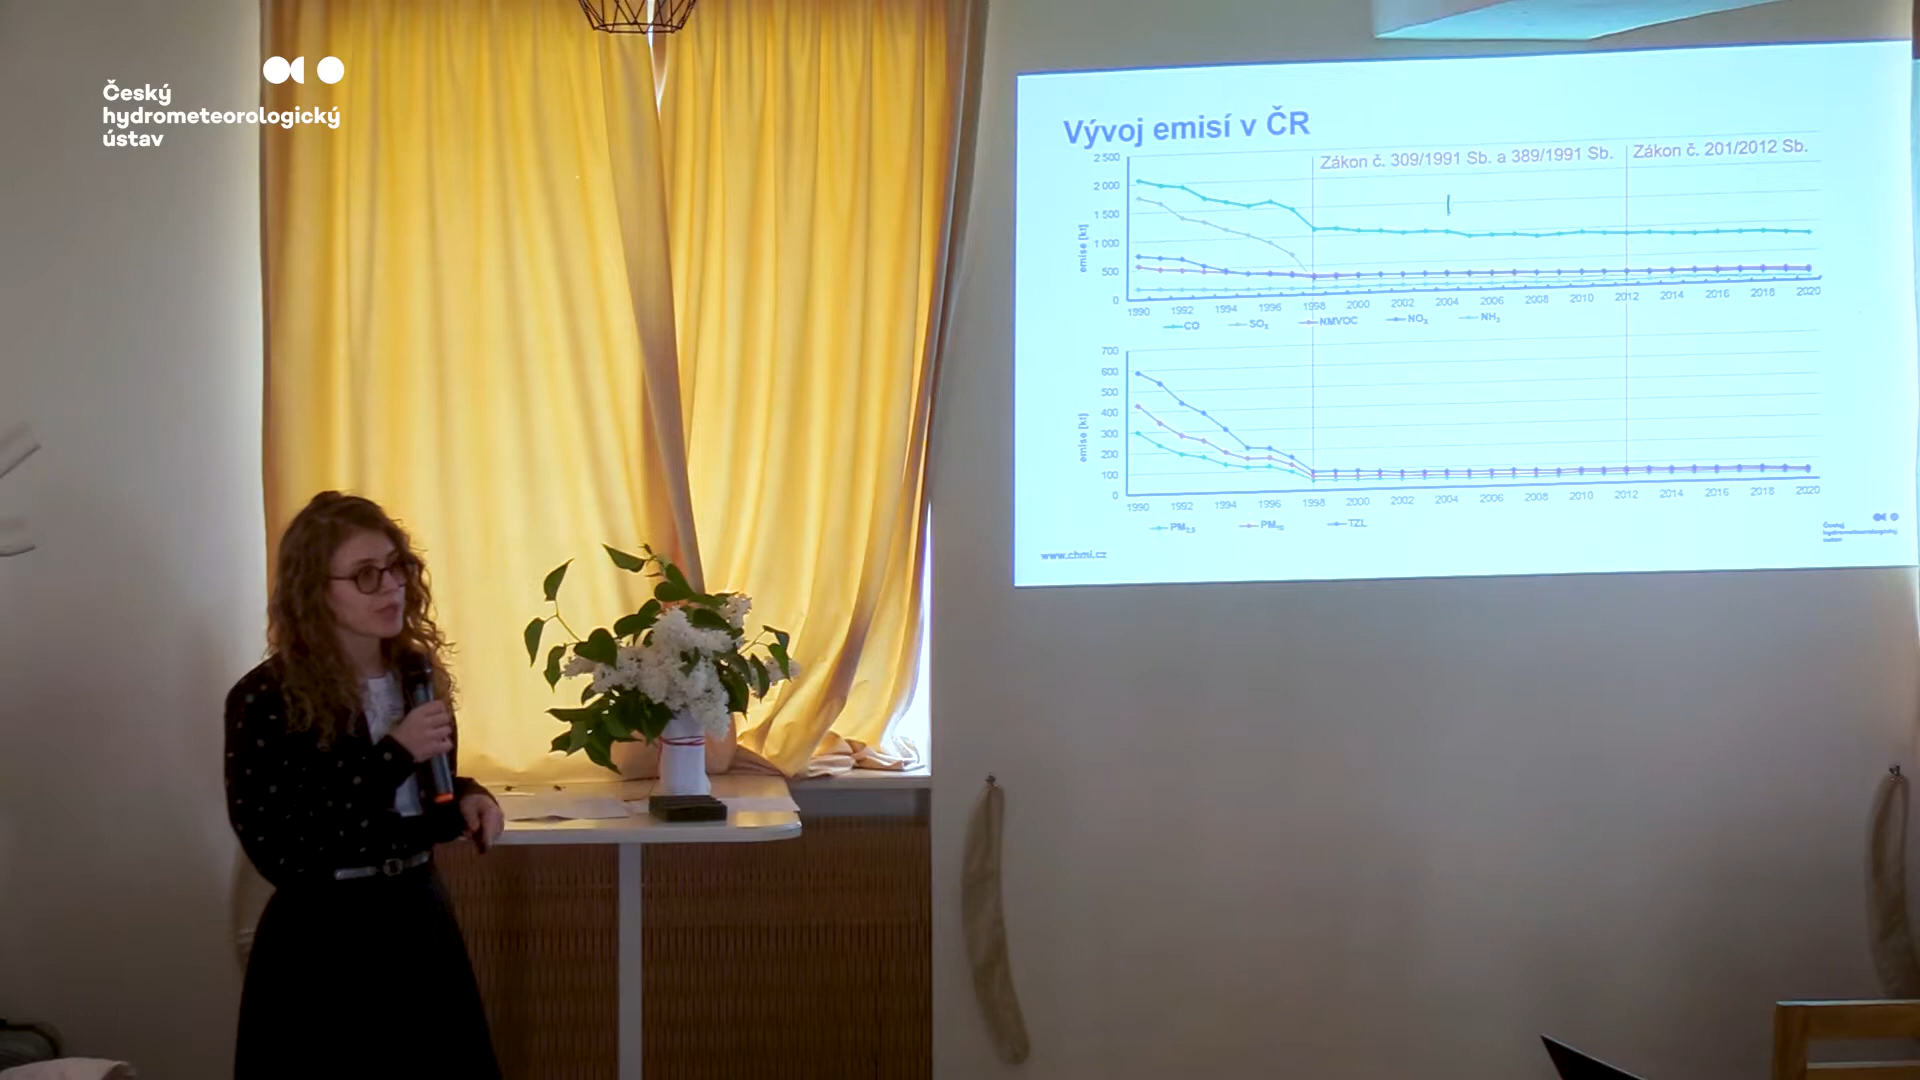 Český
hydrometeorologický
ústav
Vývoj emisí v ČR
Zákon č. 309/1991 Sb. a 389/1991 Sb.
Zákon č. 201/2012 Sb.
emise [kt]
2 500
2 000
1 500
1 000
500
0
1990 1992 1994 1996 1998 2000 2002 2004 2006 2008 2010 2012 2014 2016 2018 2020
CO SOₓ NMVOC NOₓ NH₃
emise [kt]
700
600
500
400
300
200
100
0
1990 1992 1994 1996 1998 2000 2002 2004 2006 2008 2010 2012 2014 2016 2018 2020
PM₂,₅ PM₁₀ TZL
www.chmi.cz
Český
hydrometeorologický
ústav